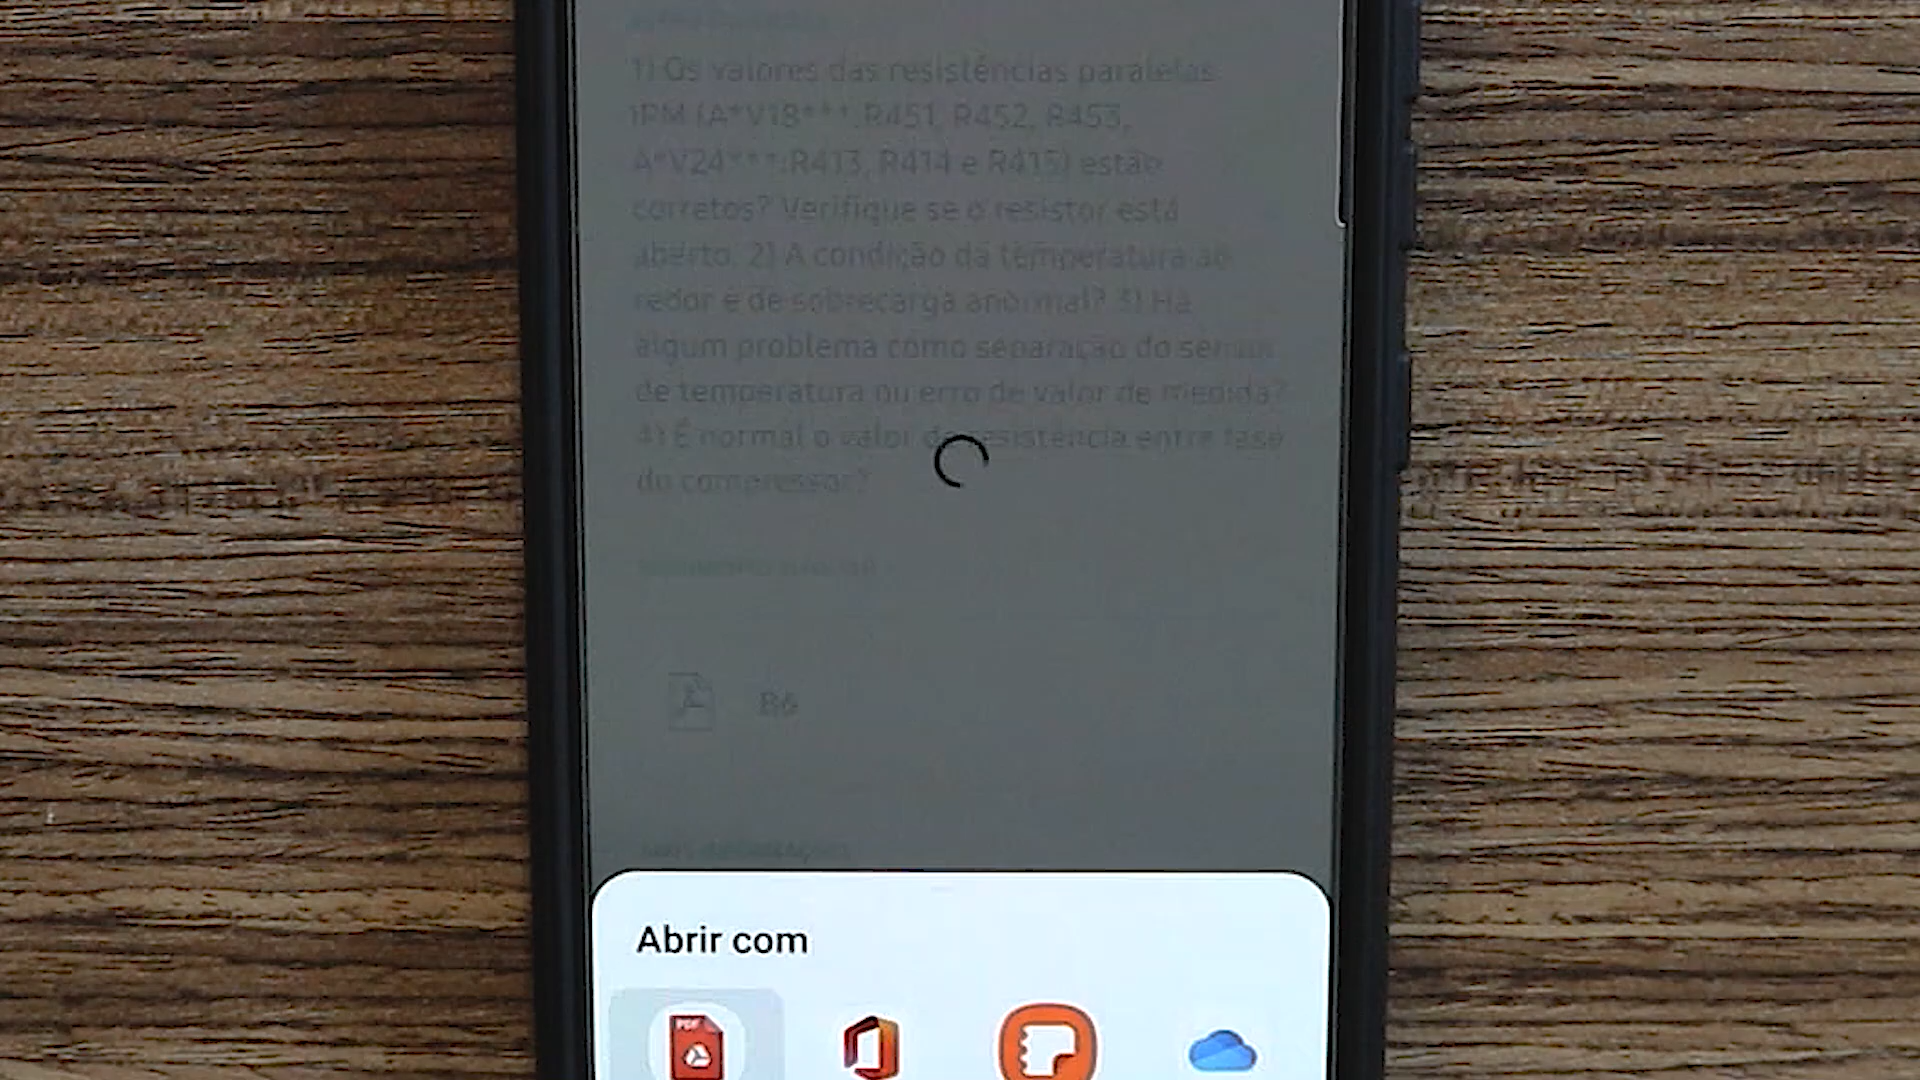 1) Os valores das resistências paralelas
IPM (A*V18***:R451, R452, R453,
A*V24***:R413, R414 e R415) estão
corretos? Verifique se o resistor está
aberto. 2) A condição da temperatura ao
redor e de sobrecarga anormal? 3) Há
algum problema como separação do sensor
de temperatura ou erro de valor de medida?
4) É normal o valor de resistência entre fase
do compressor?
Abrir com
PDF